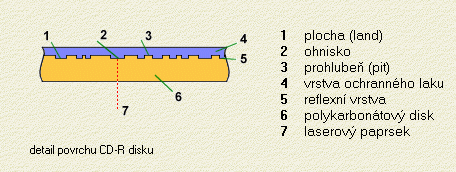 1 2 3 4
5
6
7
detail povrchu CD-R disku
1 plocha (land)
2 ohnisko
3 prohlubeň (pit)
4 vrstva ochranného laku
5 reflexní vrstva
6 polykarbonátový disk
7 laserový paprsek